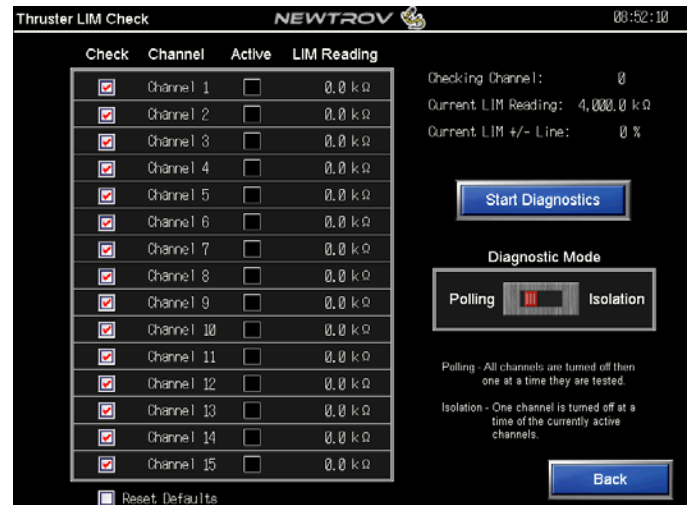 Thruster LIM Check NEWTROV 08:52:10
Check Channel Active LIM Reading
Channel 1 0.0 kΩ
Channel 2 0.0 kΩ
Channel 3 0.0 kΩ
Channel 4 0.0 kΩ
Channel 5 0.0 kΩ
Channel 6 0.0 kΩ
Channel 7 0.0 kΩ
Channel 8 0.0 kΩ
Channel 9 0.0 kΩ
Channel 10 0.0 kΩ
Channel 11 0.0 kΩ
Channel 12 0.0 kΩ
Channel 13 0.0 kΩ
Channel 14 0.0 kΩ
Channel 15 0.0 kΩ
Reset Defaults
Checking Channel: 0
Current LIM Reading: 4,000.0 kΩ
Current LIM +/- Line: 0 %
Start Diagnostics
Diagnostic Mode
Polling Isolation
Polling - All channels are turned off then
one at a time they are tested.
Isolation - One channel is turned off at a
time of the currently active
channels.
Back